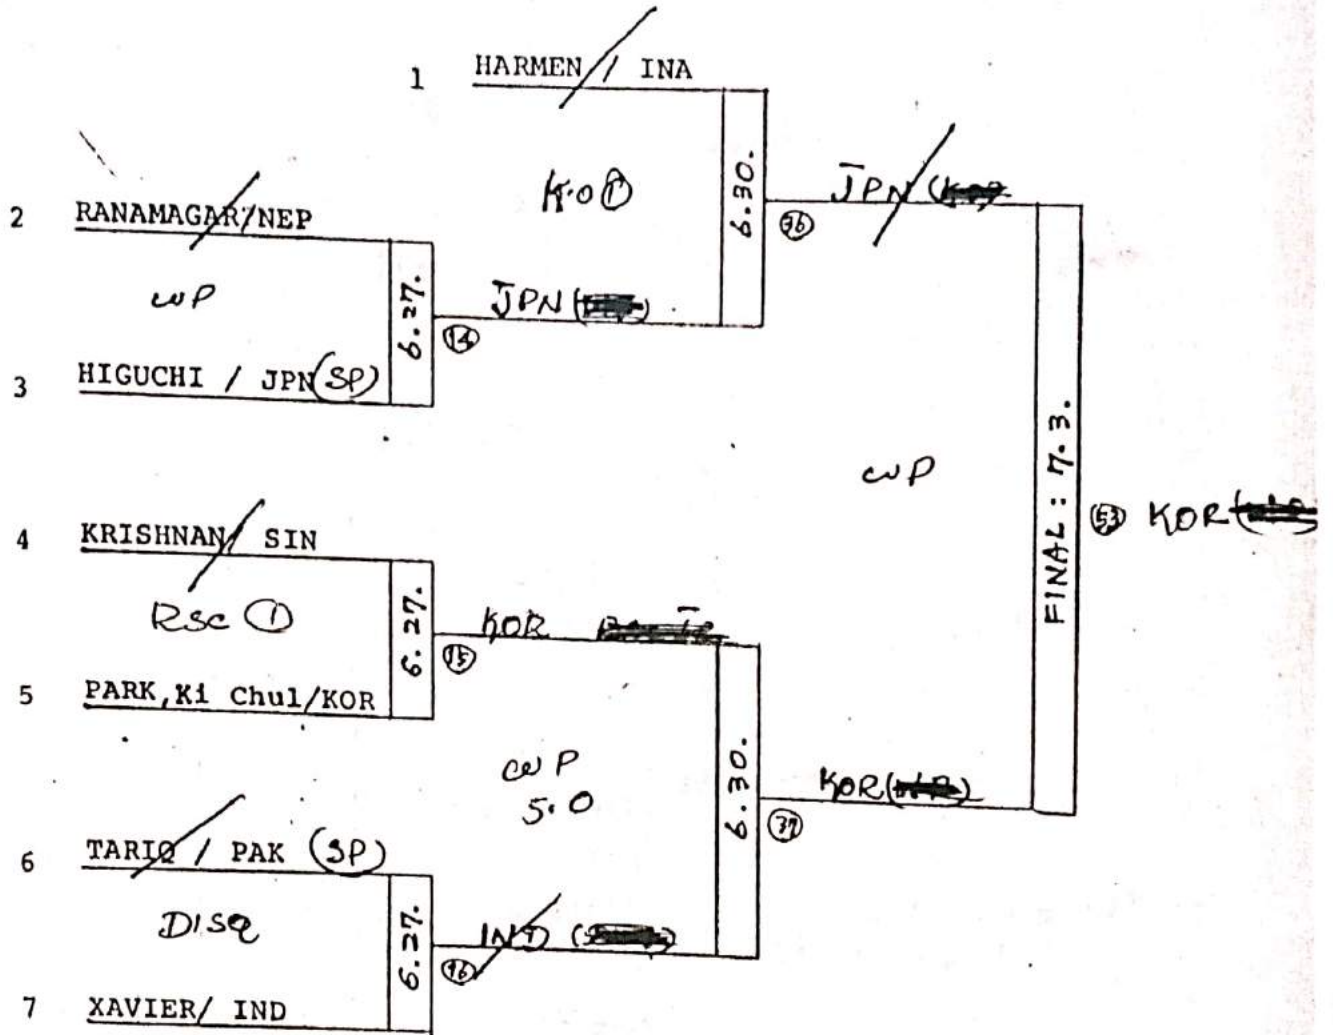 1 HARMEN / INA
K.O ①
6.30.
36 JPN
2 RANAMAGAR/NEP
WP
6.27.
14 JPN
3 HIGUCHI / JPN (SP)
4 KRISHNAN/ SIN
RSC ①
6.27.
15 KOR
5 PARK,Ki Chul/KOR
WP
5.0
6.30.
37 KOR
6 TARIQ / PAK (SP)
DISQ
6.27.
16 IND
7 XAVIER/ IND
WP
FINAL : 7.3.
53 KOR